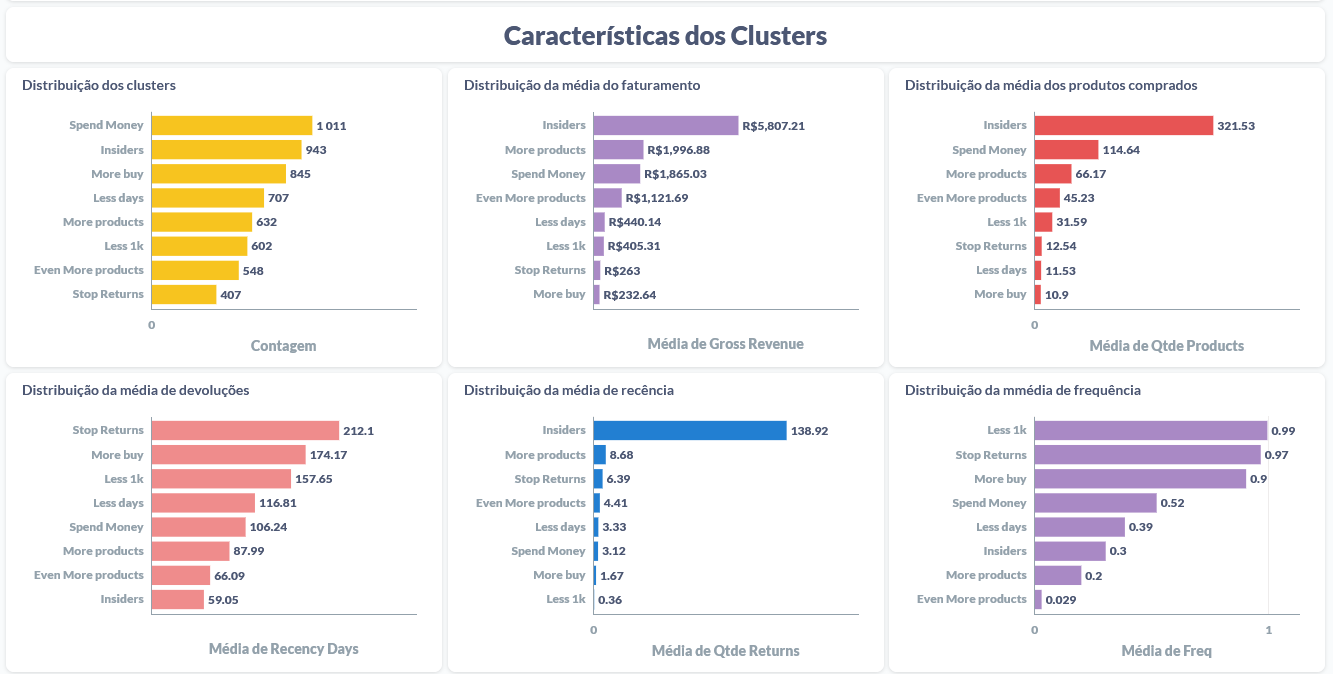 Características dos Clusters
Distribuição dos clusters
Spend Money 1 011
Insiders 943
More buy 845
Less days 707
More products 632
Less 1k 602
Even More products 548
Stop Returns 407
0
Contagem
Distribuição da média do faturamento
Insiders R$5,807.21
More products R$1,996.88
Spend Money R$1,865.03
Even More products R$1,121.69
Less days R$440.14
Less 1k R$405.31
Stop Returns R$263
More buy R$232.64
Média de Gross Revenue
Distribuição da média dos produtos comprados
Insiders 321.53
Spend Money 114.64
More products 66.17
Even More products 45.23
Less 1k 31.59
Stop Returns 12.54
Less days 11.53
More buy 10.9
0
Média de Qtde Products
Distribuição da média de devoluções
Stop Returns 212.1
More buy 174.17
Less 1k 157.65
Less days 116.81
Spend Money 106.24
More products 87.99
Even More products 66.09
Insiders 59.05
Média de Recency Days
Distribuição da média de recência
Insiders 138.92
More products 8.68
Stop Returns 6.39
Even More products 4.41
Less days 3.33
Spend Money 3.12
More buy 1.67
Less 1k 0.36
0
Média de Qtde Returns
Distribuição da mmédia de frequência
Less 1k 0.99
Stop Returns 0.97
More buy 0.9
Spend Money 0.52
Less days 0.39
Insiders 0.3
More products 0.2
Even More products 0.029
0 1
Média de Freq